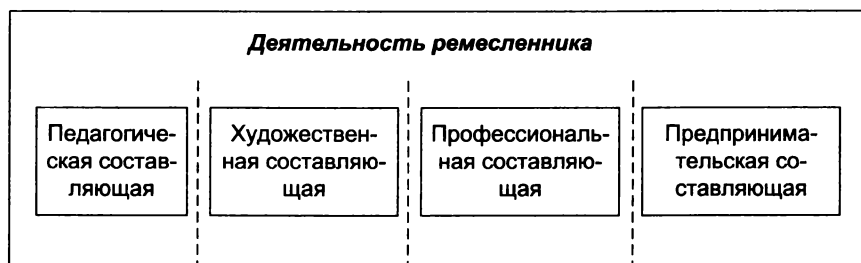 Деятельность ремесленника
Педагогиче-
ская состав-
ляющая
Художествен-
ная составляю-
щая
Профессиональ-
ная составляю-
щая
Предпринима-
тельская со-
ставляющая